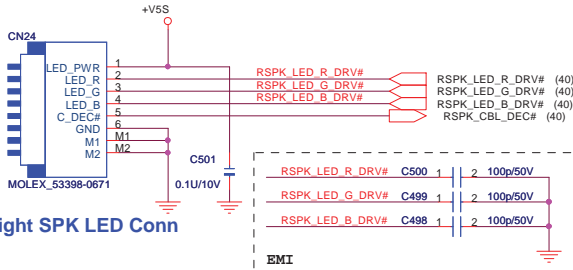 +V5S
CN24
LED_PWR 1
LED_R 2 RSPK_LED_R_DRV# RSPK_LED_R_DRV# (40)
LED_G 3 RSPK_LED_G_DRV# RSPK_LED_G_DRV# (40)
LED_B 4 RSPK_LED_B_DRV# RSPK_LED_B_DRV# (40)
C_DEC# 5 RSPK_CBL_DEC# (40)
GND 6
M1 M1
M2 M2
MOLEX_53398-0671
C501
0.1U/10V
ight SPK LED Conn
RSPK_LED_R_DRV# C500 1 2 100p/50V
RSPK_LED_G_DRV# C499 1 2 100p/50V
RSPK_LED_B_DRV# C498 1 2 100p/50V
EMI